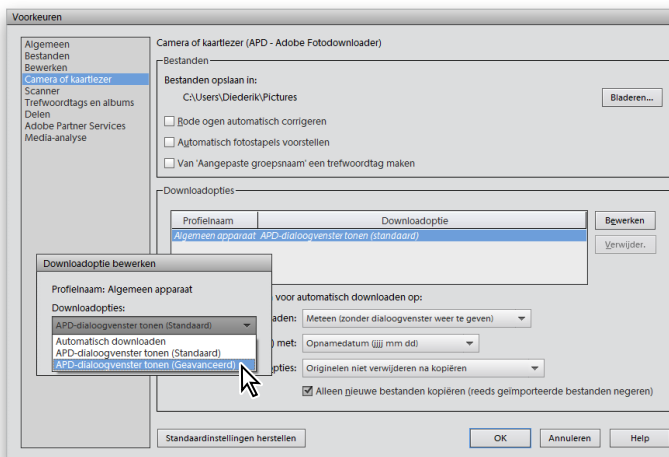 Voorkeuren
Algemeen
Bestanden
Bewerken
Camera of kaartlezer
Scanner
Trefwoordtags en albums
Delen
Adobe Partner Services
Media-analyse
Camera of kaartlezer (APD - Adobe Fotodownloader)
Bestanden
Bestanden opslaan in:
C:\Users\Diederik\Pictures
Bladeren...
Rode ogen automatisch corrigeren
Automatisch fotostapels voorstellen
Van 'Aangepaste groepsnaam' een trefwoordtag maken
Downloadopties
Profielnaam Downloadoptie
Algemeen apparaat APD-dialoogvenster tonen (standaard)
Bewerken
Verwijder.
Downloadoptie bewerken
Profielnaam: Algemeen apparaat
Downloadopties:
APD-dialoogvenster tonen (Standaard)
Automatisch downloaden
APD-dialoogvenster tonen (Standaard)
APD-dialoogvenster tonen (Geavanceerd)
voor automatisch downloaden op:
aden: Meteen (zonder dialoogvenster weer te geven)
) met: Opnamedatum (jjjj mm dd)
pties: Originelen niet verwijderen na kopiëren
Alleen nieuwe bestanden kopiëren (reeds geïmporteerde bestanden negeren)
Standaardinstellingen herstellen
OK
Annuleren
Help